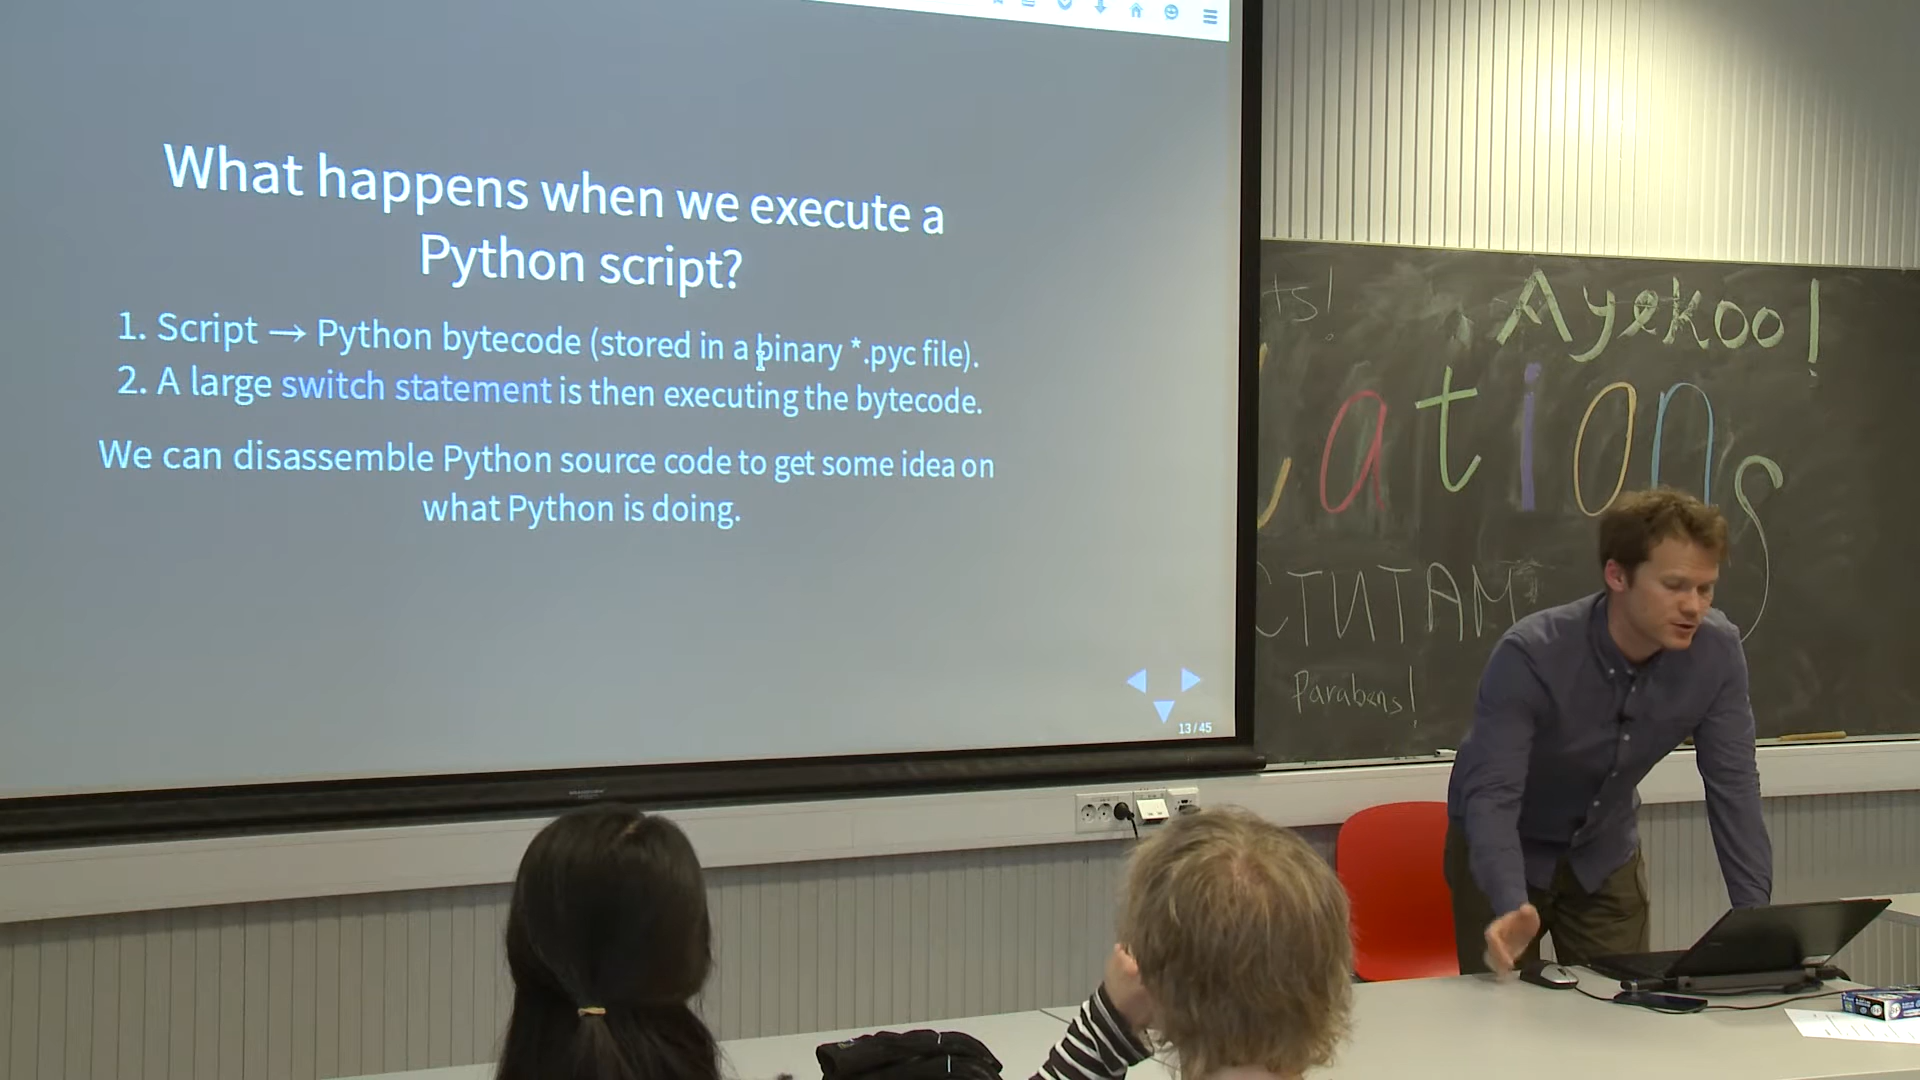 What happens when we execute a
Python script?
1. Script → Python bytecode (stored in a binary *.pyc file).
2. A large switch statement is then executing the bytecode.
We can disassemble Python source code to get some idea on
what Python is doing.
13 / 45
ts!
Ayekoo!
ations
СТИТАМ
Parabens!